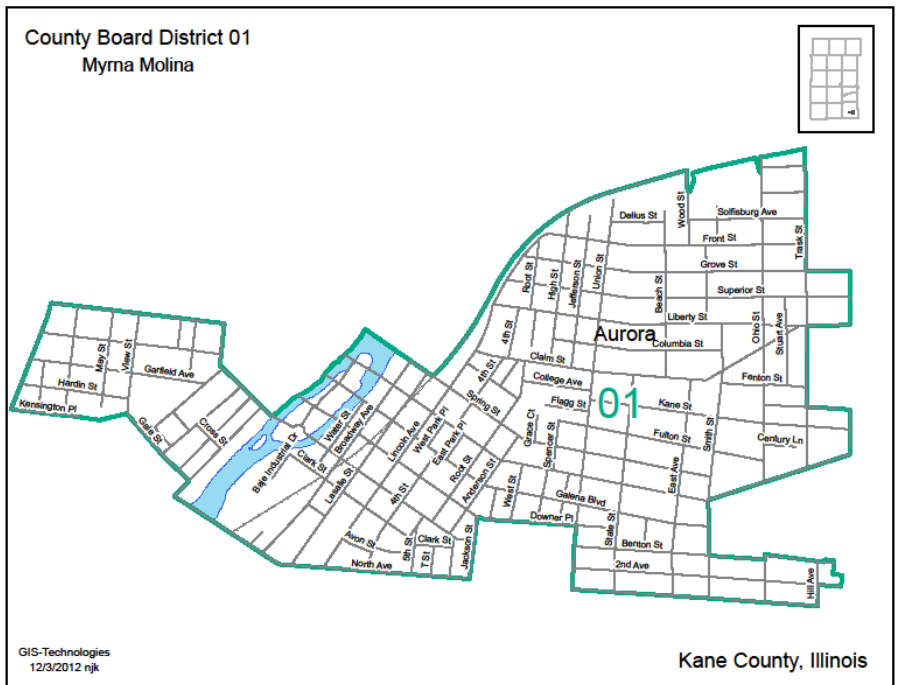 County Board District 01
Myrna Molina
Delius St
Wood St
Solfisburg Ave
Trask St
Front St
Root St
High St
Jefferson St
Union St
Grove St
Beach St
Superior St
Liberty St
Ohio St
Stuart Ave
4th St
Aurora
Columbia St
May St
View St
Garfield Ave
Claim St
4th St
College Ave
Fenton St
Hardin St
Kensington Pl
Spring St
Flagg St
01
Kane St
Gale St
Cross St
Water St
Broadway Ave
Lincoln Ave
West Park Pl
East Park Pl
Grace Ct
Spencer St
Fulton St
Smith St
Century Ln
Baje Industrial Dr
Clark St
Lasalle St
Root St
Anderson St
East Ave
4th St
West St
Galena Blvd
Downer Pl
State St
Avon St
5th St
Clark St
T St
Jackson St
North Ave
Benton St
2nd Ave
Hill Ave
GIS-Technologies
12/3/2012 njk
Kane County, Illinois